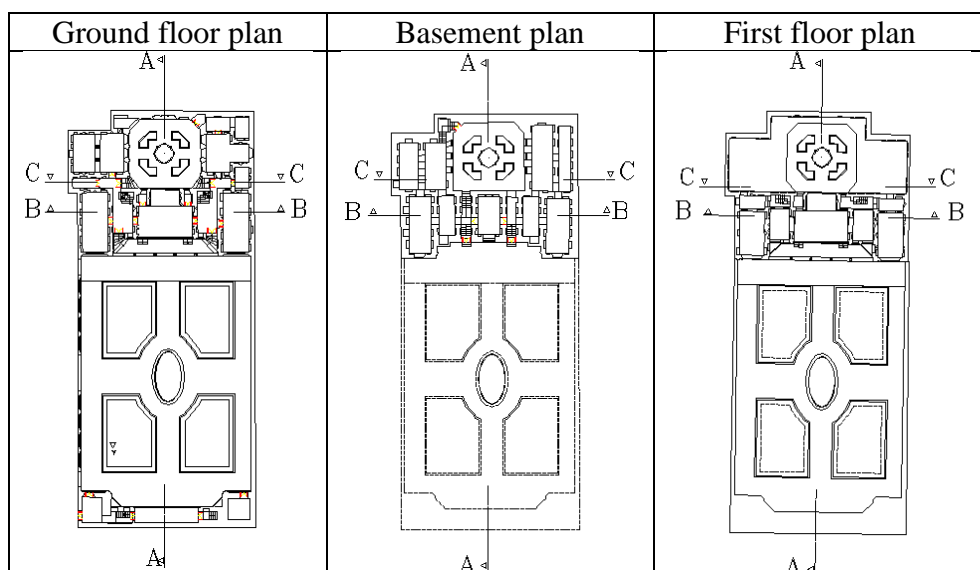 Ground floor plan Basement plan First floor plan
A A A
C C C C C C
B B B B B B
A A A